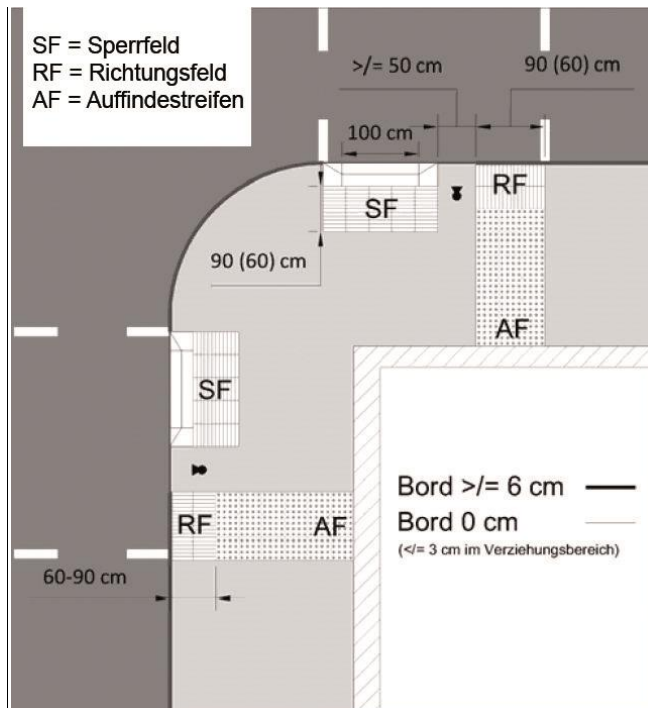 SF = Sperrfeld
RF = Richtungsfeld
AF = Auffindestreifen
>/= 50 cm
90 (60) cm
100 cm
SF
RF
90 (60) cm
AF
SF
RF
AF
60-90 cm
Bord >/= 6 cm
Bord 0 cm
(</= 3 cm im Verziehungsbereich)